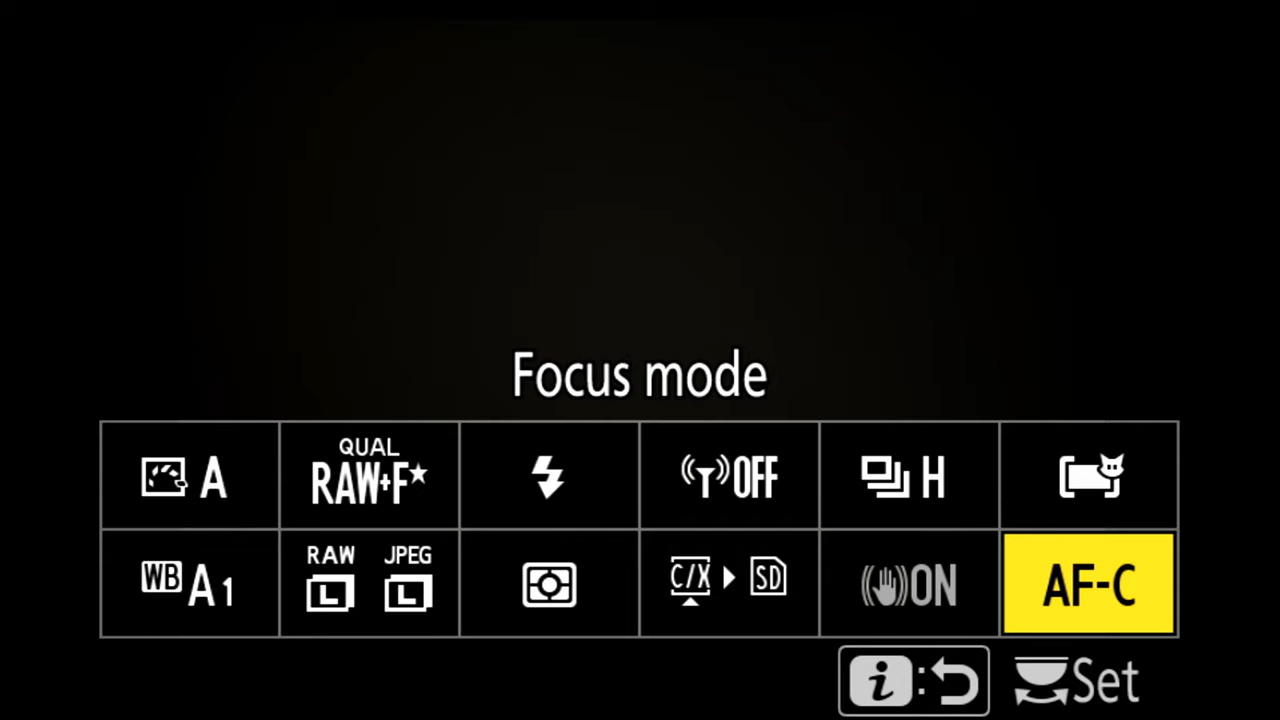 Focus mode
A
QUAL
RAW+F★
OFF
H
WB A1
RAW JPEG
L L
C/X ▸ SD
ON
AF-C
i : Set